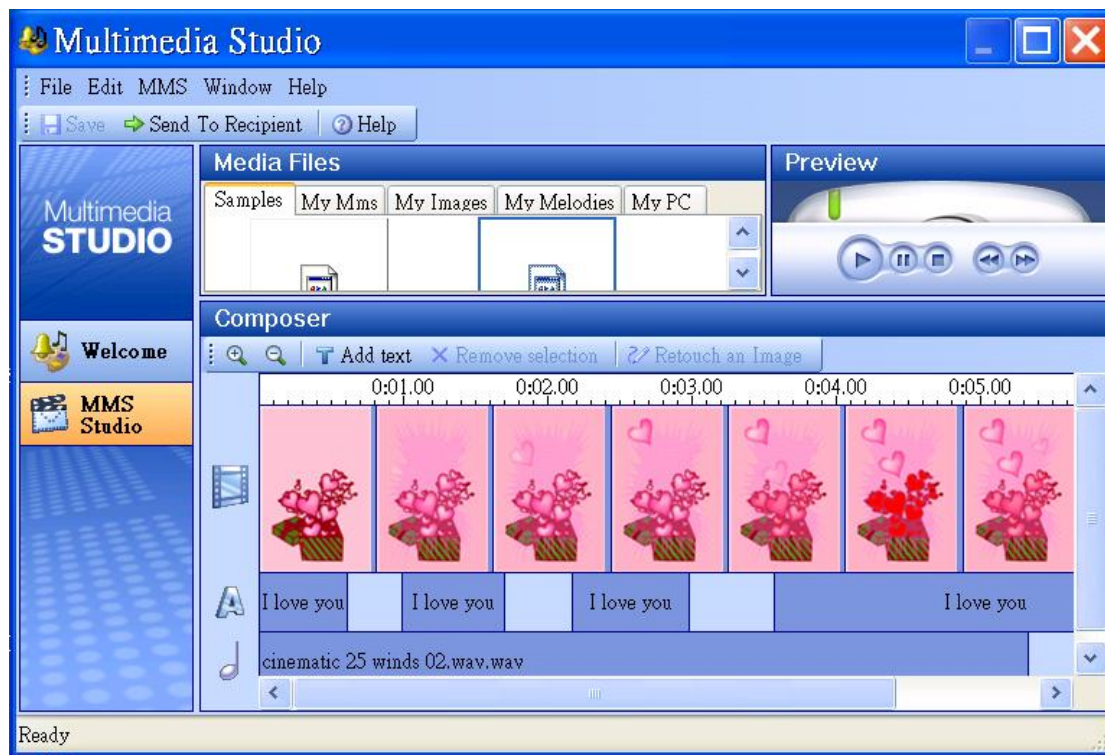 Multimedia Studio
File Edit MMS Window Help
Save Send To Recipient Help
Multimedia
STUDIO
Welcome
MMS
Studio
Media Files
Samples My Mms My Images My Melodies My PC
Preview
Composer
Add text Remove selection Retouch an Image
0:01.00 0:02.00 0:03.00 0:04.00 0:05.00
I love you I love you I love you I love you
cinematic 25 winds 02.wav.wav
Ready